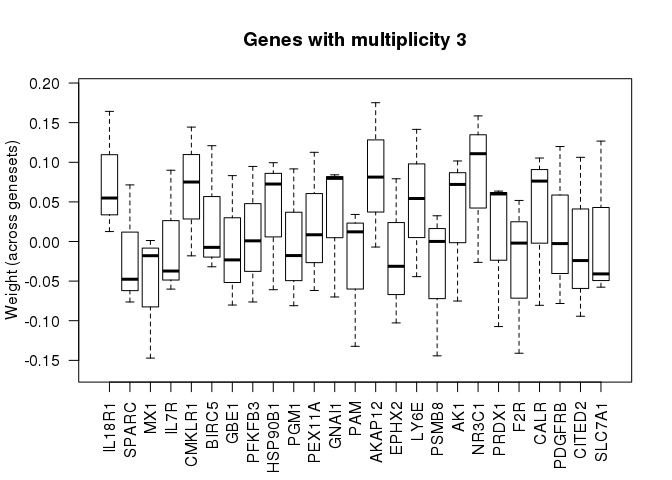 Genes with multiplicity 3
Weight (across genesets)
0.20
0.15
0.10
0.05
0.00
-0.05
-0.10
-0.15
IL18R1
SPARC
MX1
IL7R
CMKLR1
BIRC5
GBE1
PFKFB3
HSP90B1
PGM1
PEX11A
GNAI1
PAM
AKAP12
EPHX2
LY6E
PSMB8
AK1
NR3C1
PRDX1
F2R
CALR
PDGFRB
CITED2
SLC7A1